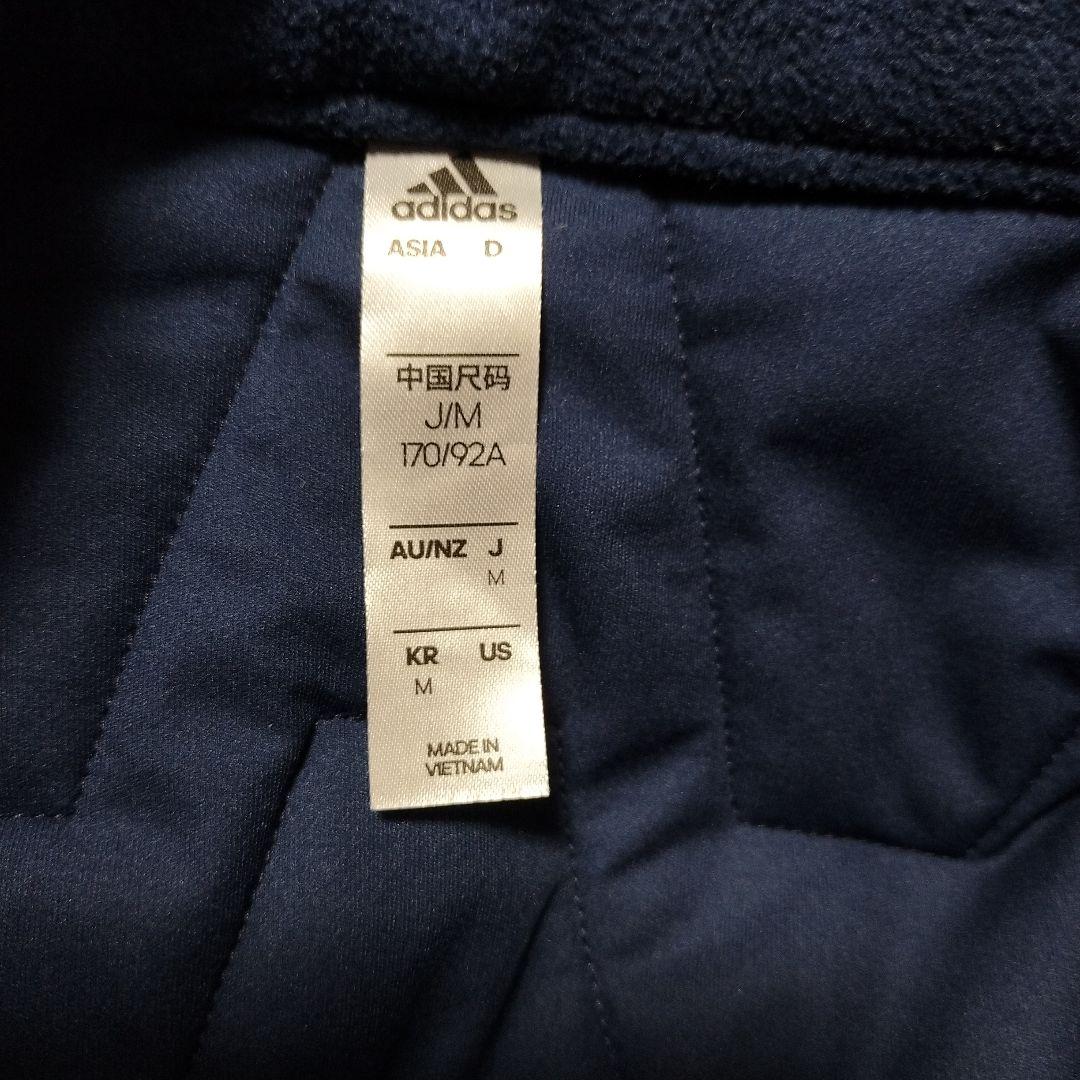 adidas
ASIA D
中国尺码
J/M
170/92A
AU/NZ J
M
KR US
M
MADE IN
VIETNAM